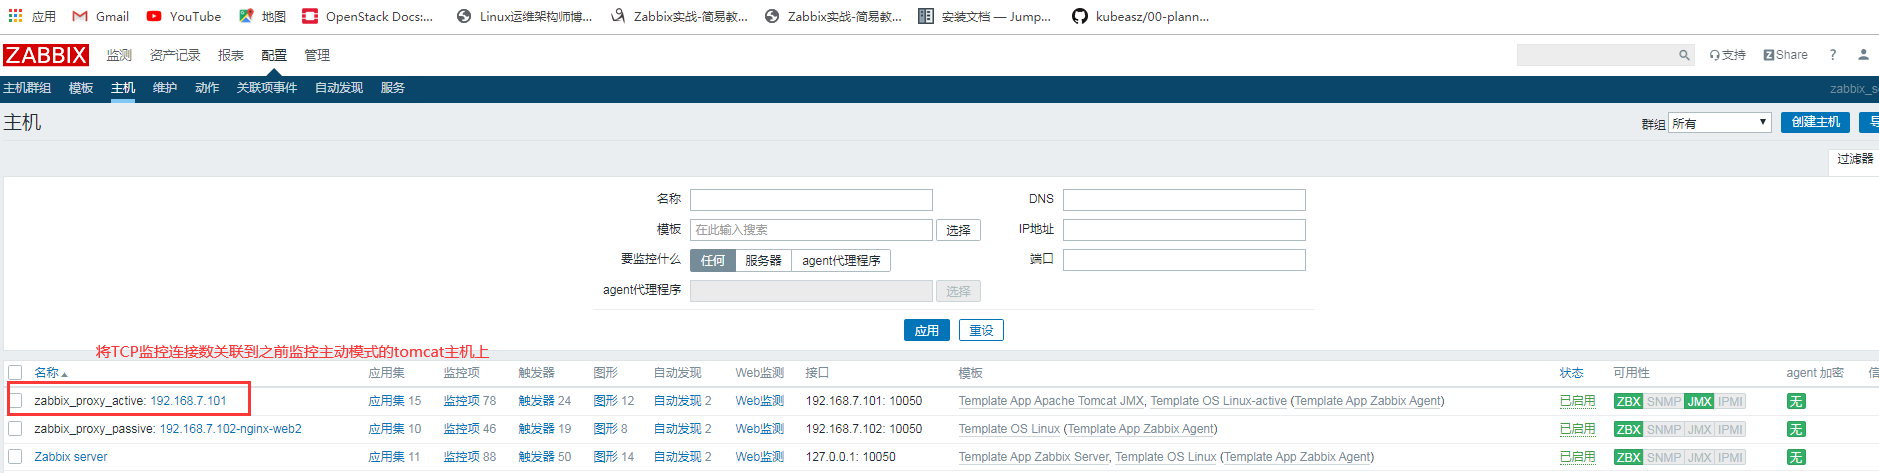 应用 Gmail YouTube 地图 OpenStack Docs:... Linux运维架构师博... Zabbix实战-简易教... Zabbix实战-简易教... 安装文档 — Jump... kubeasz/00-plann...
ZABBIX 监测 资产记录 报表 配置 管理 支持 Share ?
主机群组 模板 主机 维护 动作 关联项事件 自动发现 服务 zabbix_s
主机 群组 所有 创建主机
过滤器
名称 DNS
模板 在此输入搜索 选择 IP地址
要监控什么 任何 服务器 agent代理程序 端口
agent代理程序 选择
应用 重设
将TCP监控连接数关联到之前监控主动模式的tomcat主机上
名称 应用集 监控项 触发器 图形 自动发现 Web监测 接口 模板 状态 可用性 agent 加密 信
zabbix_proxy_active: 192.168.7.101 应用集 15 监控项 78 触发器 24 图形 12 自动发现 2 Web监测 192.168.7.101: 10050 Template App Apache Tomcat JMX, Template OS Linux-active (Template App Zabbix Agent) 已启用 ZBX SNMP JMX IPMI 无
zabbix_proxy_passive: 192.168.7.102-nginx-web2 应用集 10 监控项 46 触发器 19 图形 8 自动发现 2 Web监测 192.168.7.102: 10050 Template OS Linux (Template App Zabbix Agent) 已启用 ZBX SNMP JMX IPMI 无
Zabbix server 应用集 11 监控项 88 触发器 50 图形 14 自动发现 2 Web监测 127.0.0.1: 10050 Template App Zabbix Server, Template OS Linux (Template App Zabbix Agent) 已启用 ZBX SNMP JMX IPMI 无